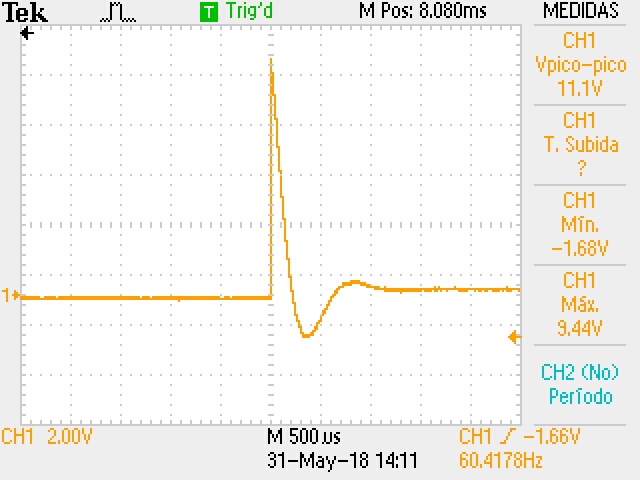 Tek T Trig'd M Pos: 8.080ms MEDIDAS
CH1
Vpico-pico
11.1V
CH1
T. Subida
?
CH1
Mín.
-1.68V
CH1
Máx.
9.44V
CH2 (No)
Período
1
CH1 2.00V M 500µs CH1 -1.66V
31-May-18 14:11 60.4178Hz